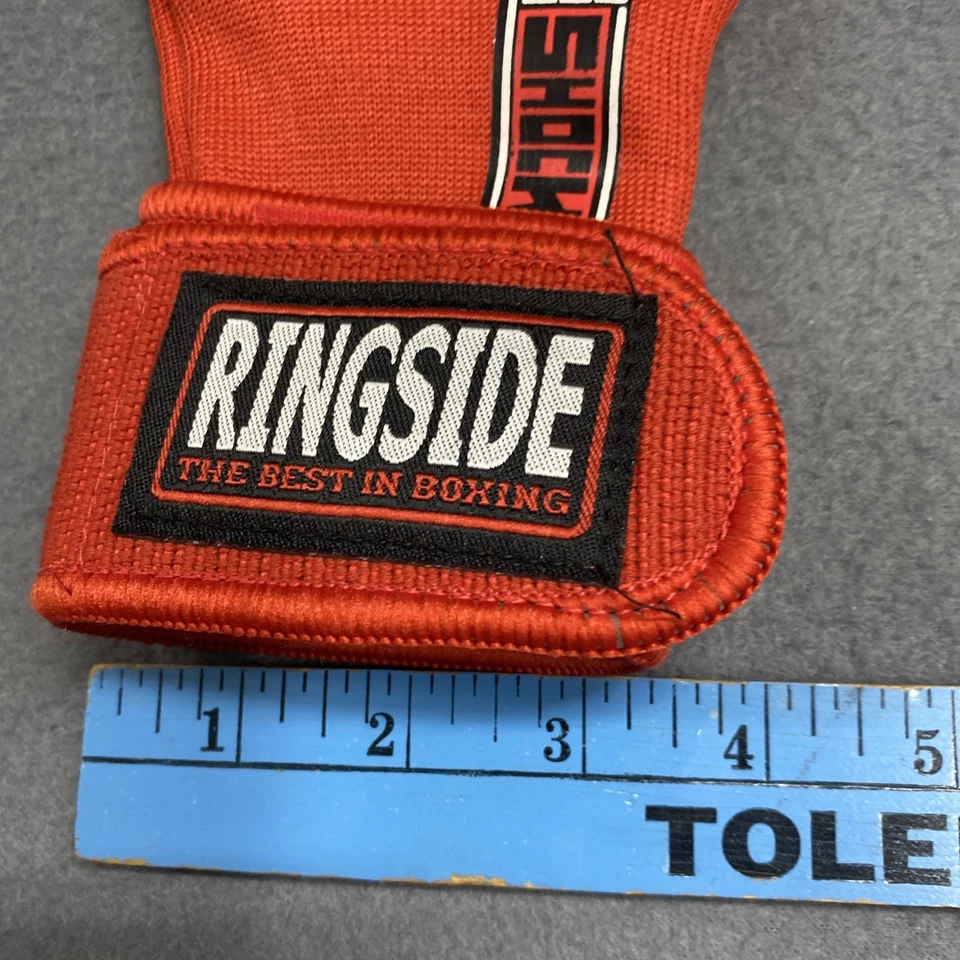 SHOCK
RINGSIDE
THE BEST IN BOXING
1 2 3 4 5
TOLE